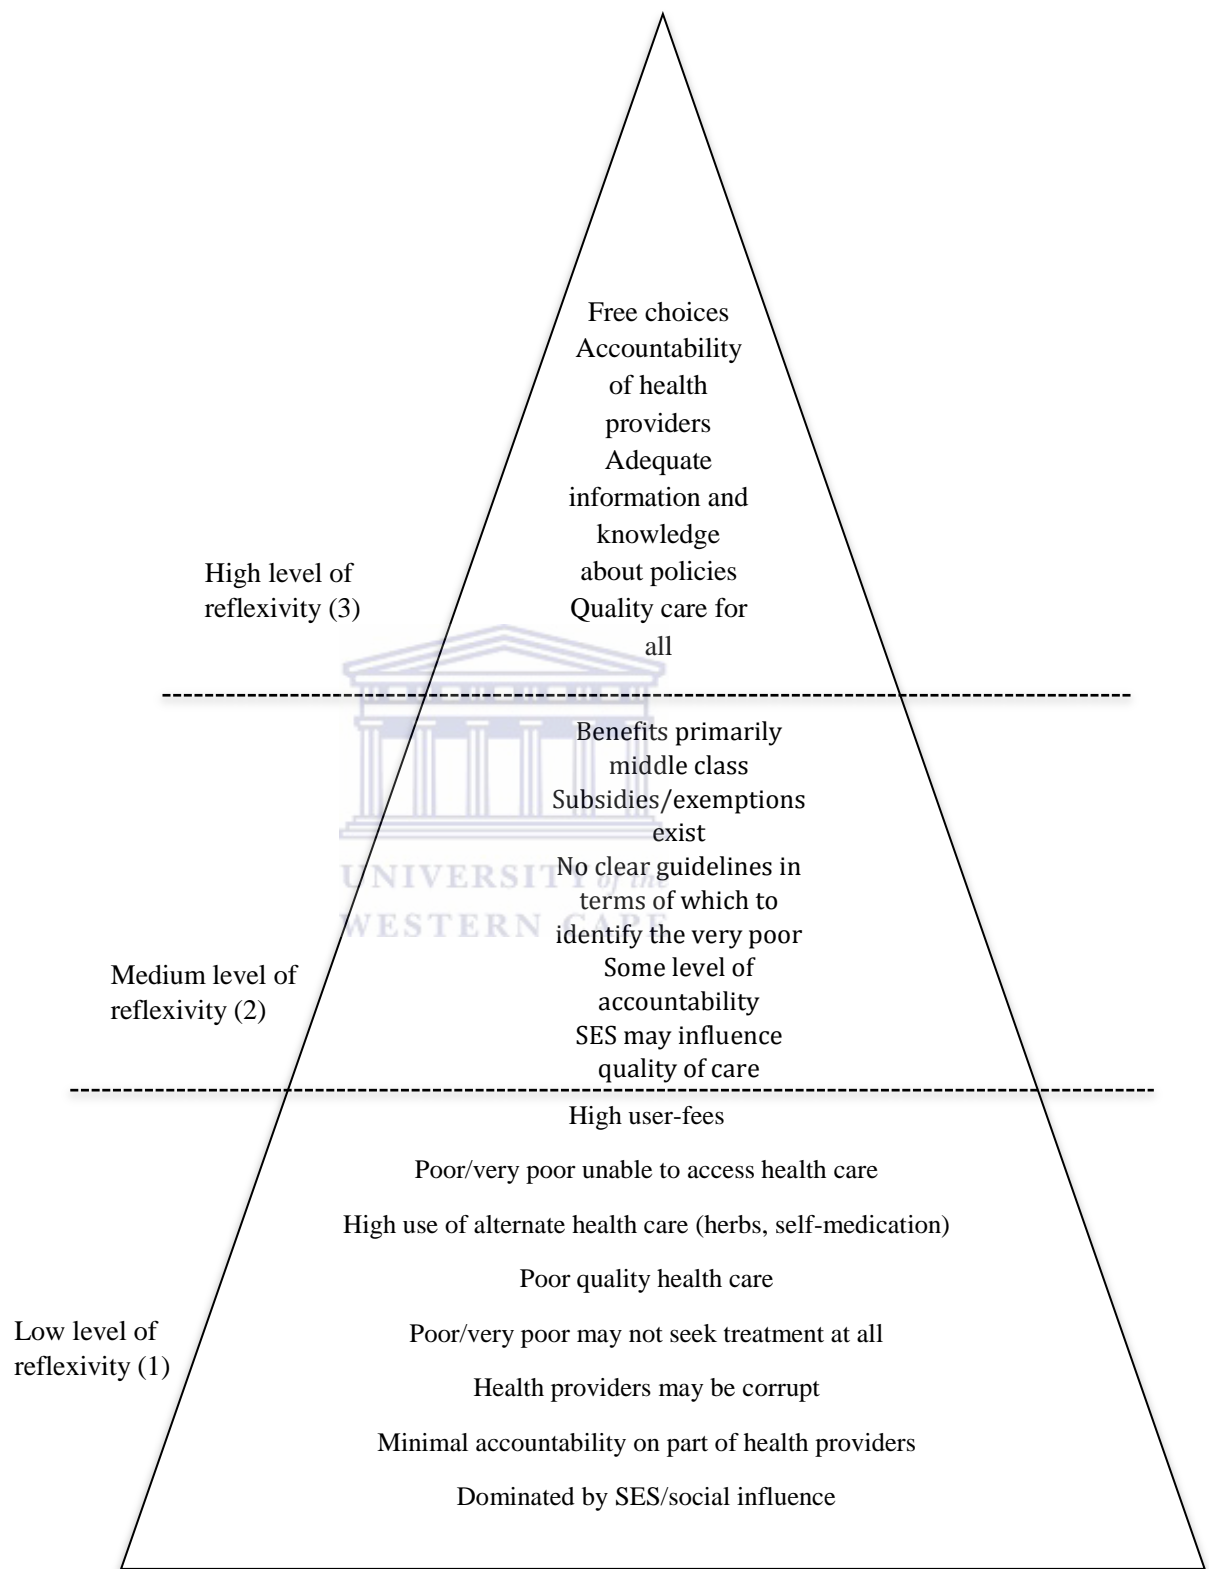 Free choices
Accountability
of health
providers
Adequate
information and
knowledge
about policies
Quality care for
all
High level of
reflexivity (3)
Benefits primarily
middle class
Subsidies/exemptions
exist
No clear guidelines in
terms of which to
identify the very poor
Some level of
accountability
SES may influence
quality of care
UNIVERSITY of the
WESTERN CAPE
Medium level of
reflexivity (2)
High user-fees
Poor/very poor unable to access health care
High use of alternate health care (herbs, self-medication)
Poor quality health care
Poor/very poor may not seek treatment at all
Health providers may be corrupt
Minimal accountability on part of health providers
Dominated by SES/social influence
Low level of
reflexivity (1)